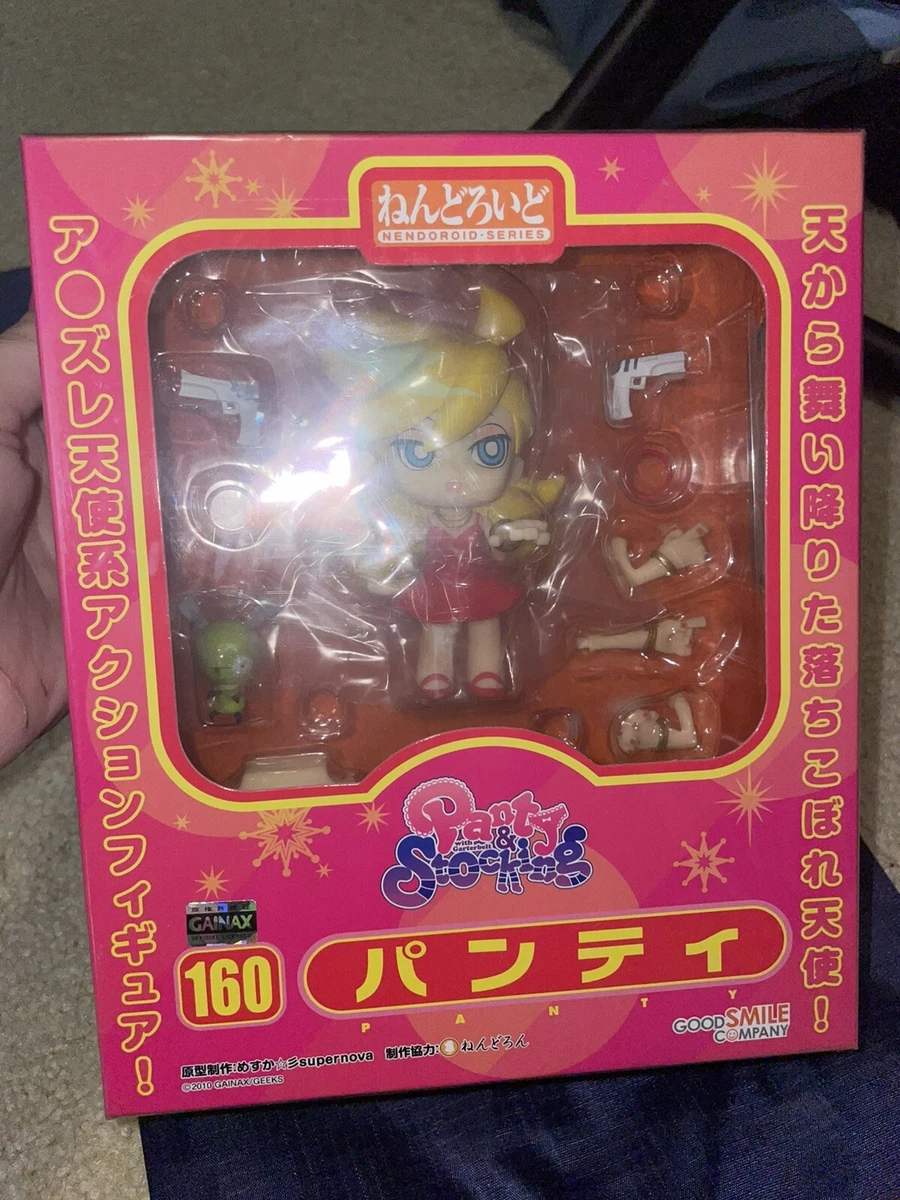 ねんどろいど
NENDOROID-SERIES
天から舞い降りた落ちこぼれ天使!
ア●ズレ天使系アクションフィギュア!
Panty
&
with Garterbelt
Stocking
GAINAX
160
パンティ
PANTY
GOOD SMILE
COMPANY
原型制作:めすか☆彡supernova 制作協力:ねんどろん
©2010 GAINAX/GEEKS